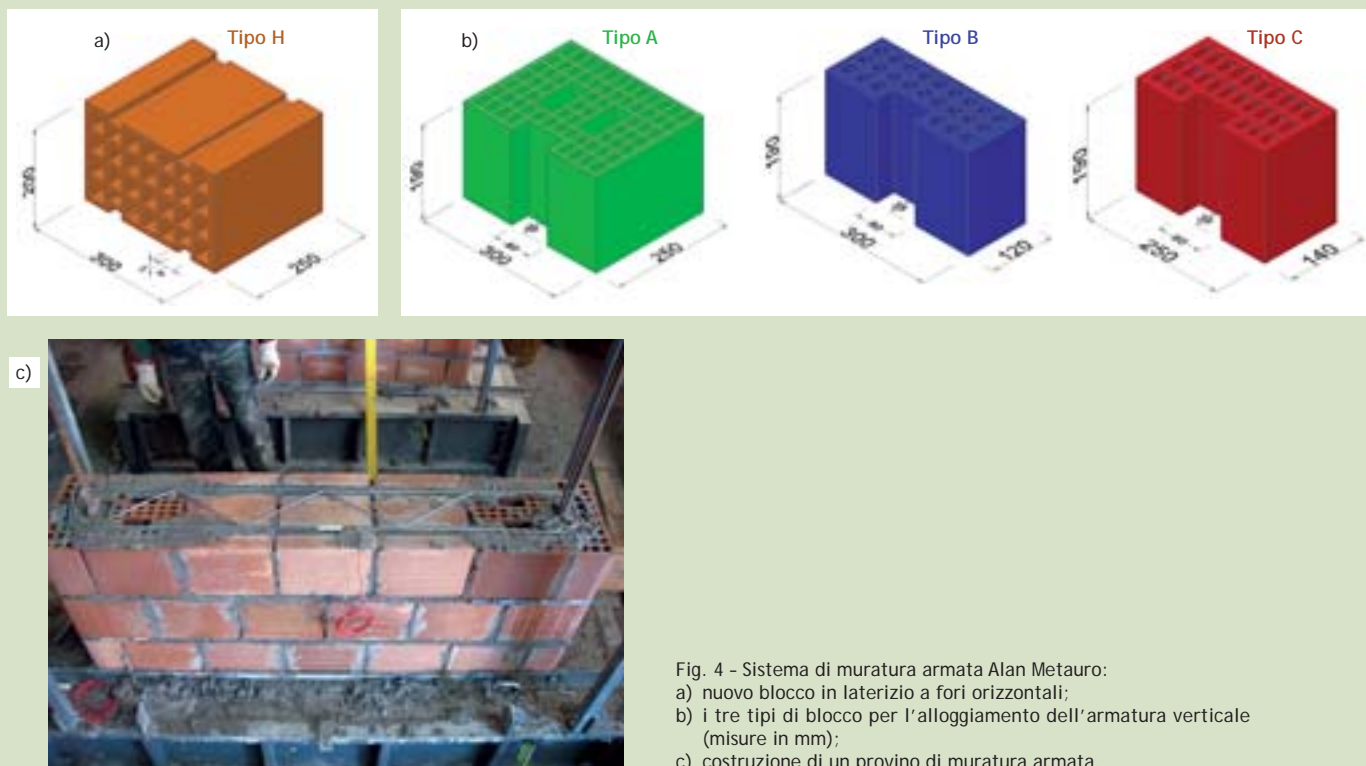 a)
Tipo H
200
300
250
b)
Tipo A
190
300
250
Tipo B
190
300
120
Tipo C
190
250
140
c)
Fig. 4 – Sistema di muratura armata Alan Metauro:
a) nuovo blocco in laterizio a fori orizzontali;
b) i tre tipi di blocco per l'alloggiamento dell'armatura verticale
(misure in mm);
c) costruzione di un provino di muratura armata